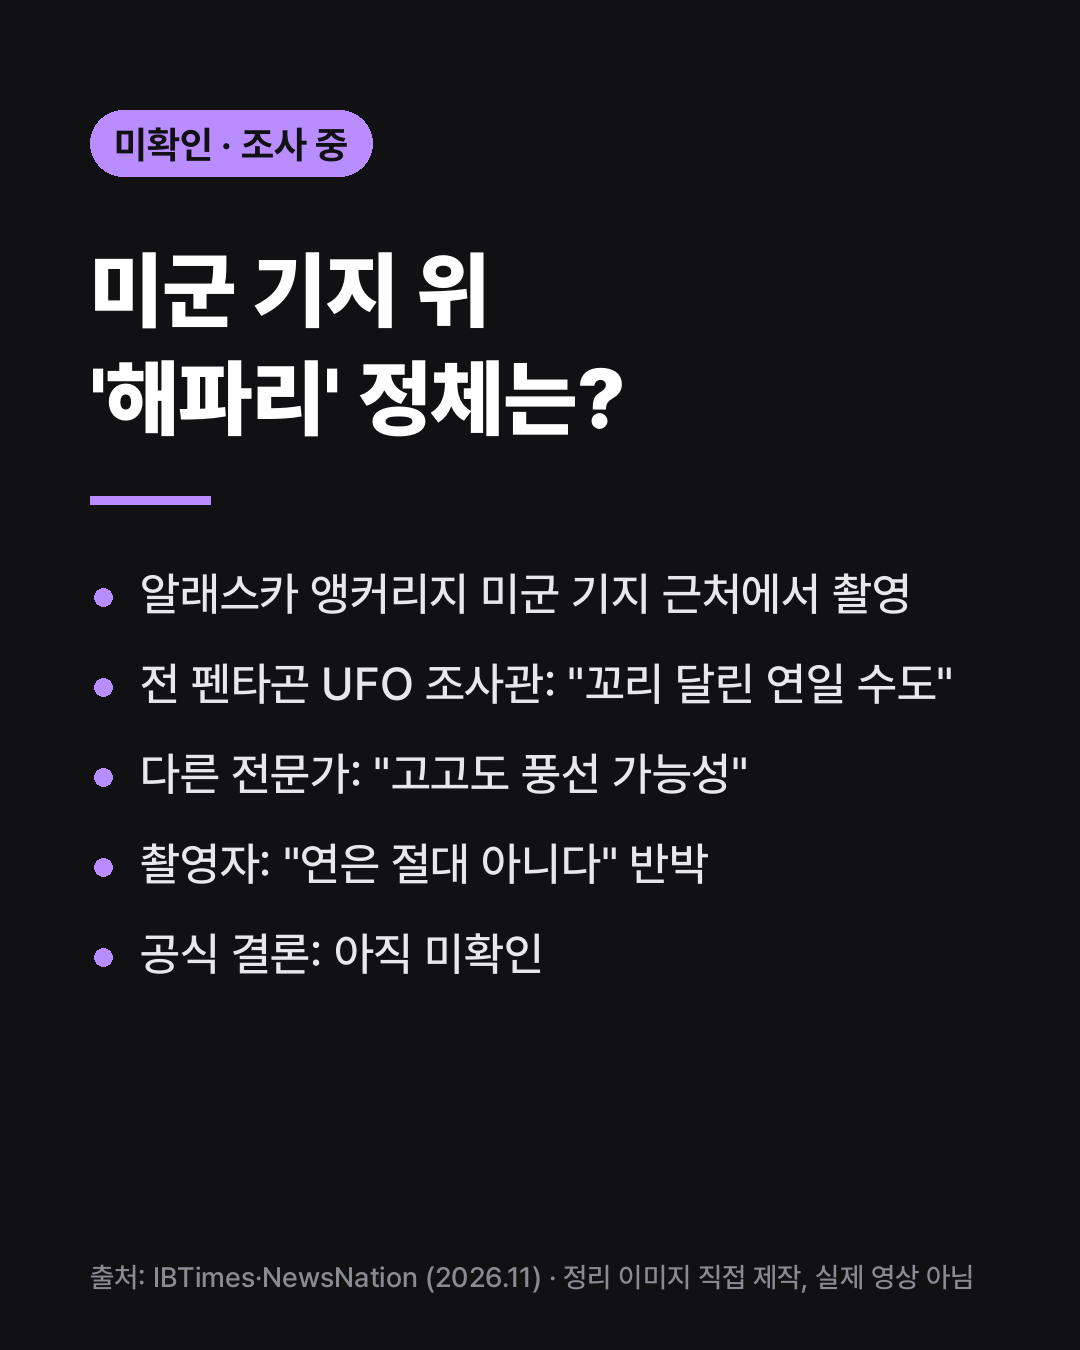 미확인 · 조사 중
미군 기지 위
'해파리' 정체는?
알래스카 앵커리지 미군 기지 근처에서 촬영
전 펜타곤 UFO 조사관: "꼬리 달린 연일 수도"
다른 전문가: "고고도 풍선 가능성"
촬영자: "연은 절대 아니다" 반박
공식 결론: 아직 미확인
출처: IBTimes·NewsNation (2026.11) · 정리 이미지 직접 제작, 실제 영상 아님